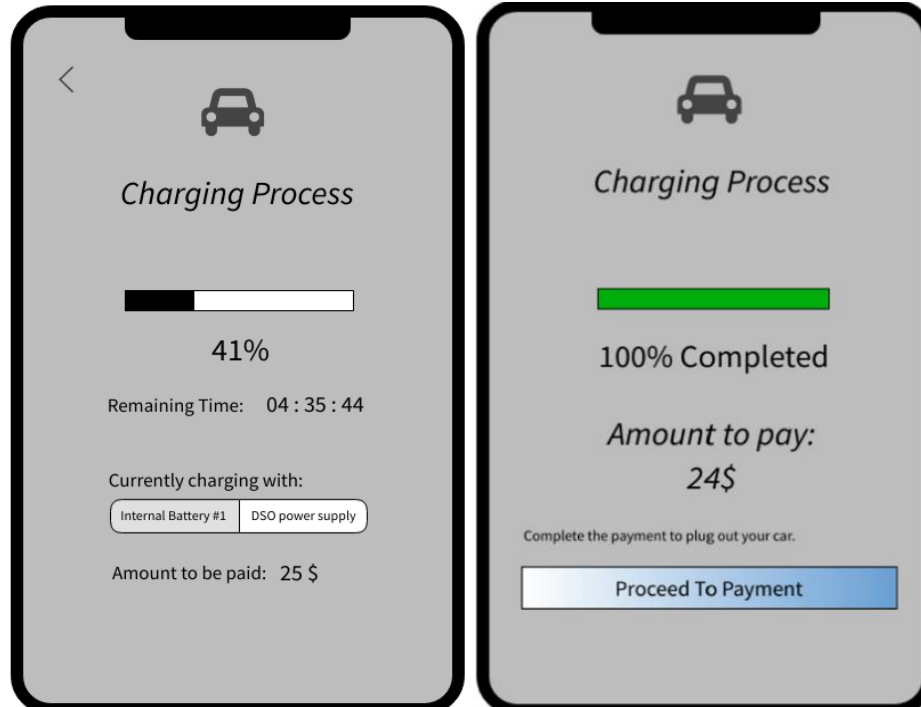 Charging Process
41%
Remaining Time: 04 : 35 : 44
Currently charging with:
Internal Battery #1 DSO power supply
Amount to be paid: 25 $
Charging Process
100% Completed
Amount to pay:
24$
Complete the payment to plug out your car.
Proceed To Payment